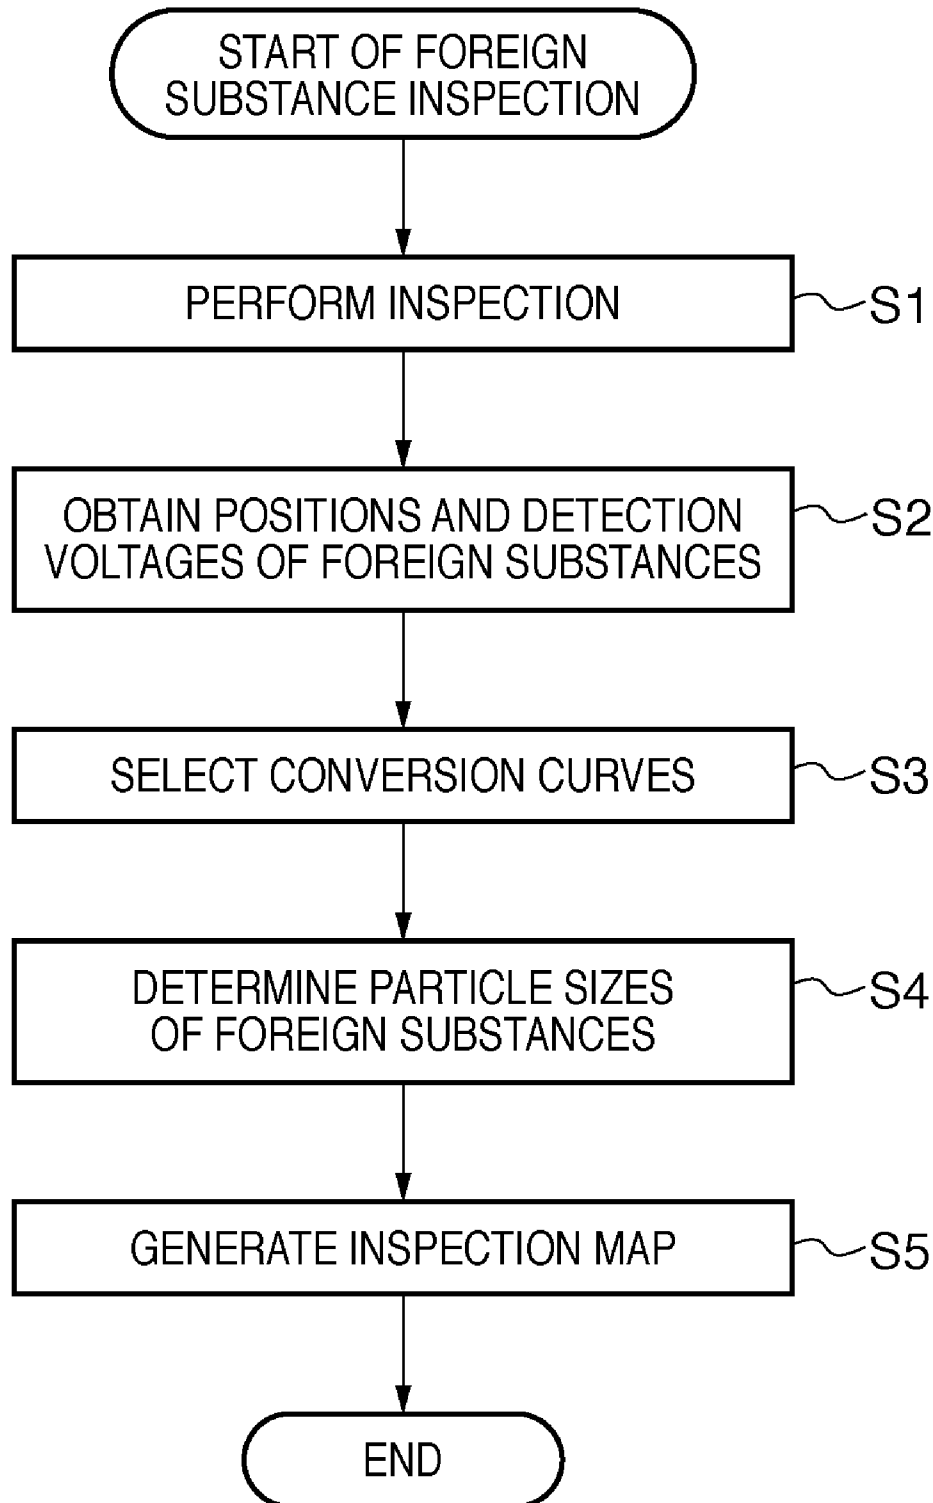 START OF FOREIGN
SUBSTANCE INSPECTION
PERFORM INSPECTION
S1
OBTAIN POSITIONS AND DETECTION
VOLTAGES OF FOREIGN SUBSTANCES
S2
SELECT CONVERSION CURVES
S3
DETERMINE PARTICLE SIZES
OF FOREIGN SUBSTANCES
S4
GENERATE INSPECTION MAP
S5
END